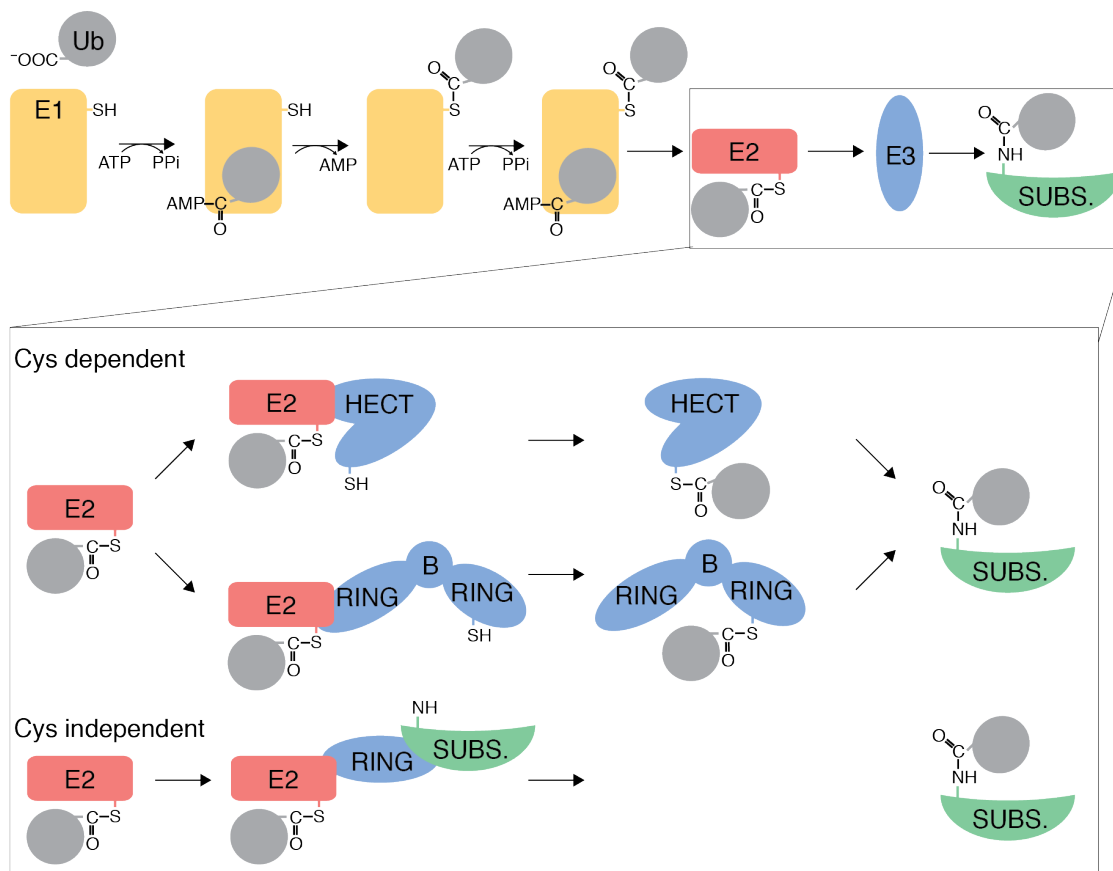 Ub
⁻OOC
E1
SH
ATP
PPi
SH
AMP
C
O
AMP
O
C
S
ATP
PPi
O
C
S
AMP
C
O
E2
C
S
O
E3
O
C
NH
SUBS.
Cys dependent
E2
HECT
C
S
O
SH
HECT
S
C
O
E2
C
S
O
O
C
NH
SUBS.
E2
RING
B
RING
C
S
O
SH
RING
B
RING
C
S
O
Cys independent
E2
C
S
O
NH
E2
RING
SUBS.
C
S
O
O
C
NH
SUBS.